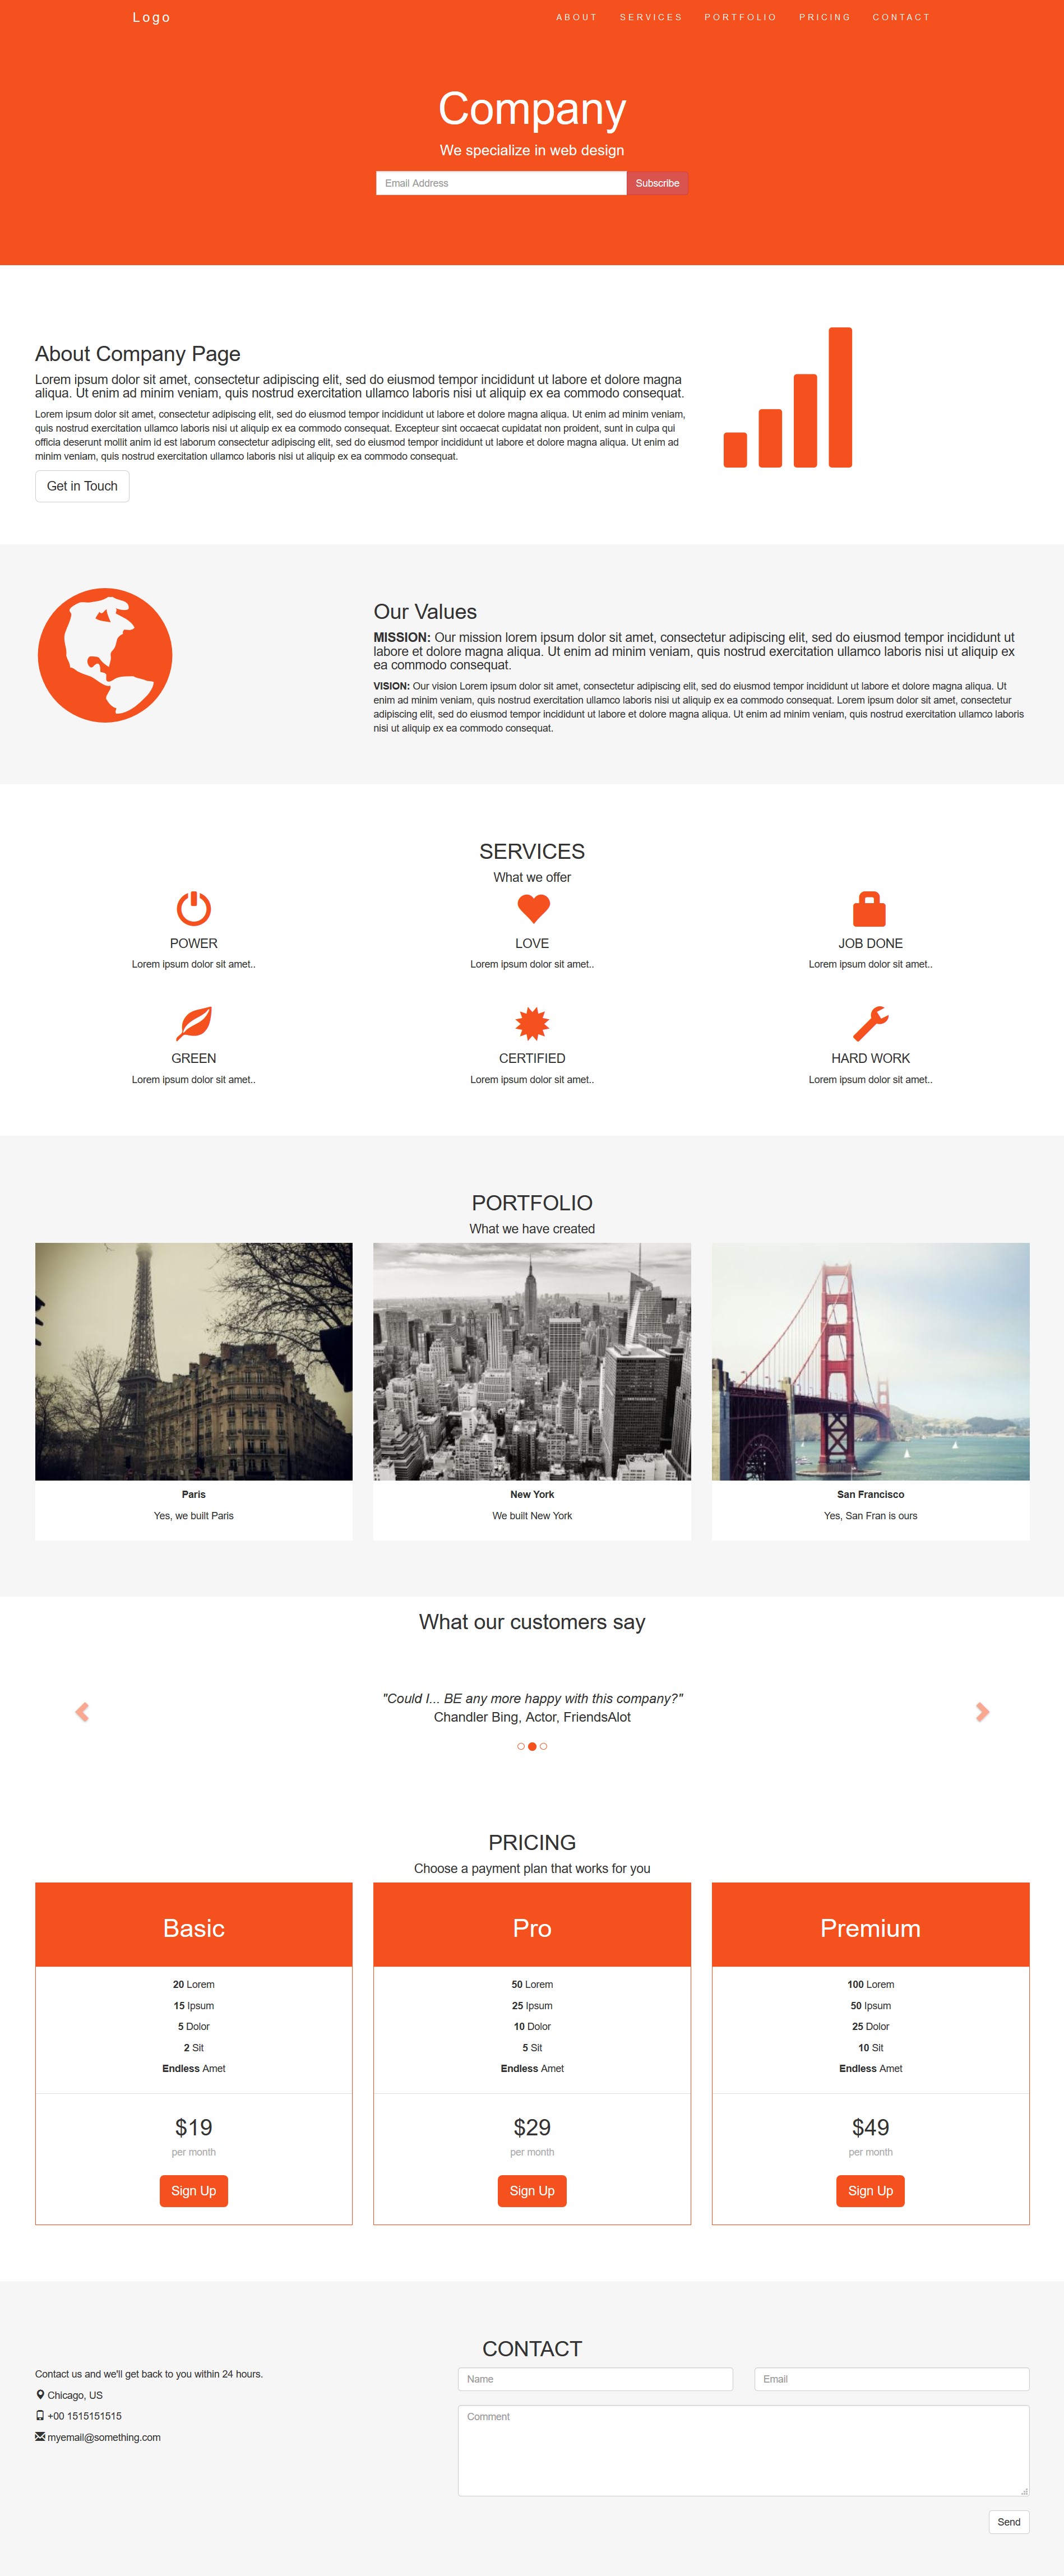 Logo
ABOUT SERVICES PORTFOLIO PRICING CONTACT
Company
We specialize in web design
Email Address Subscribe
About Company Page
Lorem ipsum dolor sit amet, consectetur adipiscing elit, sed do eiusmod tempor incididunt ut labore et dolore magna
aliqua. Ut enim ad minim veniam, quis nostrud exercitation ullamco laboris nisi ut aliquip ex ea commodo consequat.
Lorem ipsum dolor sit amet, consectetur adipiscing elit, sed do eiusmod tempor incididunt ut labore et dolore magna aliqua. Ut enim ad minim veniam,
quis nostrud exercitation ullamco laboris nisi ut aliquip ex ea commodo consequat. Excepteur sint occaecat cupidatat non proident, sunt in culpa qui
officia deserunt mollit anim id est laborum consectetur adipiscing elit, sed do eiusmod tempor incididunt ut labore et dolore magna aliqua. Ut enim ad
minim veniam, quis nostrud exercitation ullamco laboris nisi ut aliquip ex ea commodo consequat.
Get in Touch
Our Values
MISSION: Our mission lorem ipsum dolor sit amet, consectetur adipiscing elit, sed do eiusmod tempor incididunt ut
labore et dolore magna aliqua. Ut enim ad minim veniam, quis nostrud exercitation ullamco laboris nisi ut aliquip ex
ea commodo consequat.
VISION: Our vision Lorem ipsum dolor sit amet, consectetur adipiscing elit, sed do eiusmod tempor incididunt ut labore et dolore magna aliqua. Ut
enim ad minim veniam, quis nostrud exercitation ullamco laboris nisi ut aliquip ex ea commodo consequat. Lorem ipsum dolor sit amet, consectetur
adipiscing elit, sed do eiusmod tempor incididunt ut labore et dolore magna aliqua. Ut enim ad minim veniam, quis nostrud exercitation ullamco laboris
nisi ut aliquip ex ea commodo consequat.
SERVICES
What we offer
POWER
Lorem ipsum dolor sit amet..
LOVE
Lorem ipsum dolor sit amet..
JOB DONE
Lorem ipsum dolor sit amet..
GREEN
Lorem ipsum dolor sit amet..
CERTIFIED
Lorem ipsum dolor sit amet..
HARD WORK
Lorem ipsum dolor sit amet..
PORTFOLIO
What we have created
Paris
Yes, we built Paris
New York
We built New York
San Francisco
Yes, San Fran is ours
What our customers say
"Could I... BE any more happy with this company?"
Chandler Bing, Actor, FriendsAlot
PRICING
Choose a payment plan that works for you
Basic
20 Lorem
15 Ipsum
5 Dolor
2 Sit
Endless Amet
$19
per month
Sign Up
Pro
50 Lorem
25 Ipsum
10 Dolor
5 Sit
Endless Amet
$29
per month
Sign Up
Premium
100 Lorem
50 Ipsum
25 Dolor
10 Sit
Endless Amet
$49
per month
Sign Up
CONTACT
Contact us and we'll get back to you within 24 hours.
Chicago, US
+00 1515151515
myemail@something.com
Name
Email
Comment
Send